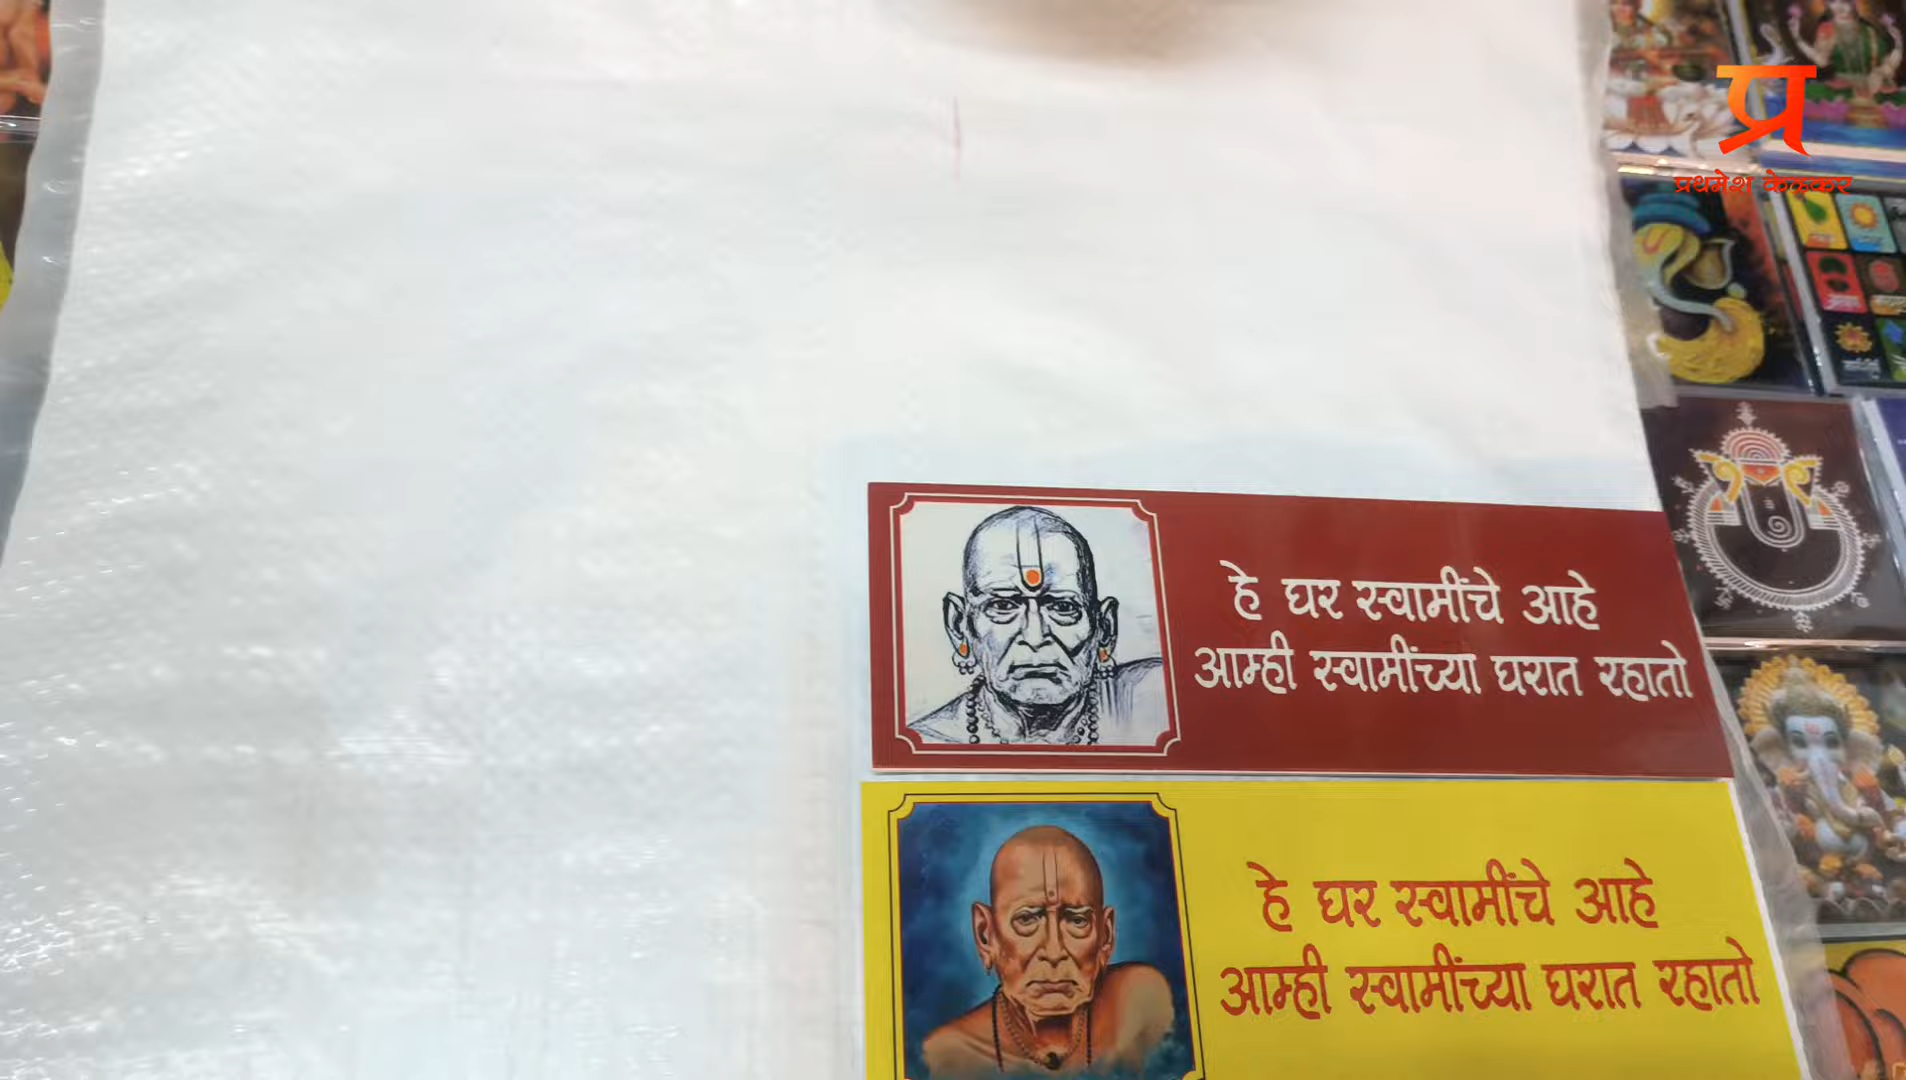 प्र
प्रथमेश केळकर
हे घर स्वामींचे आहे
आम्ही स्वामींच्या घरात रहातो
हे घर स्वामींचे आहे
आम्ही स्वामींच्या घरात रहातो